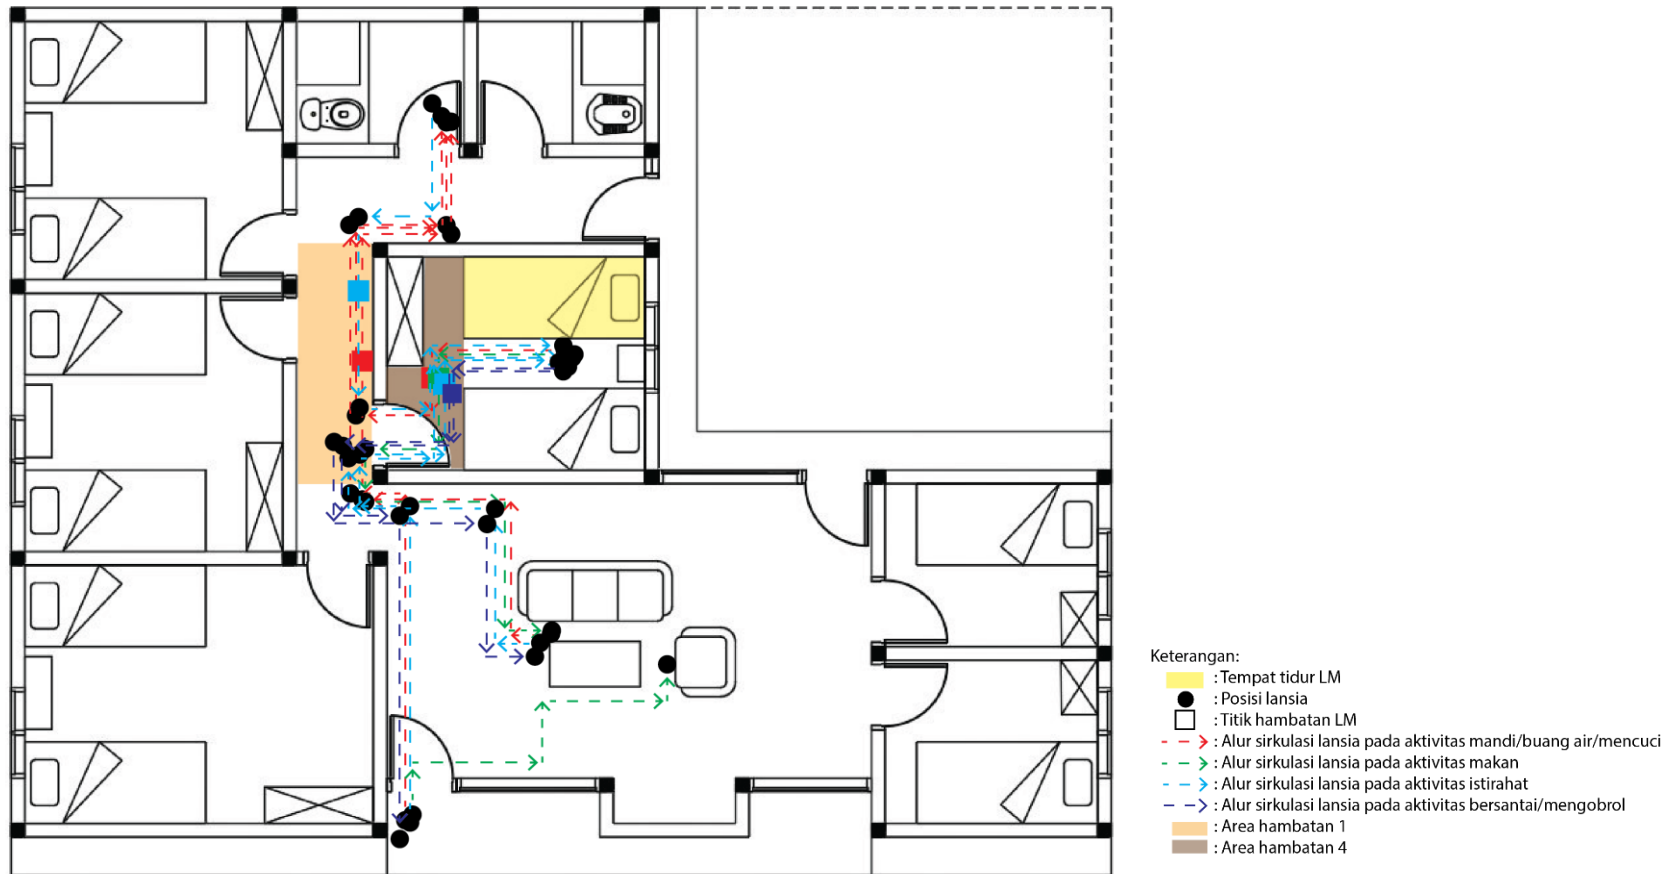 Keterangan:
: Tempat tidur LM
: Posisi lansia
: Titik hambatan LM
: Alur sirkulasi lansia pada aktivitas mandi/buang air/mencuci
: Alur sirkulasi lansia pada aktivitas makan
: Alur sirkulasi lansia pada aktivitas istirahat
: Alur sirkulasi lansia pada aktivitas bersantai/mengobrol
: Area hambatan 1
: Area hambatan 4